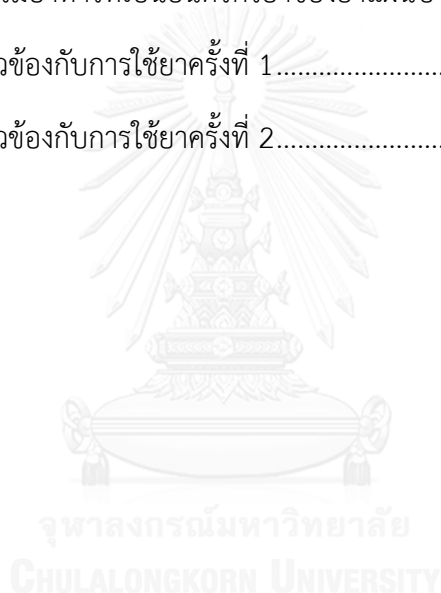 วข้องกับการใช้ยาครั้งที่ 1........................
วข้องกับการใช้ยาครั้งที่ 2........................
จุฬาลงกรณ์มหาวิทยาลัย
CHULALONGKORN UNIVERSITY